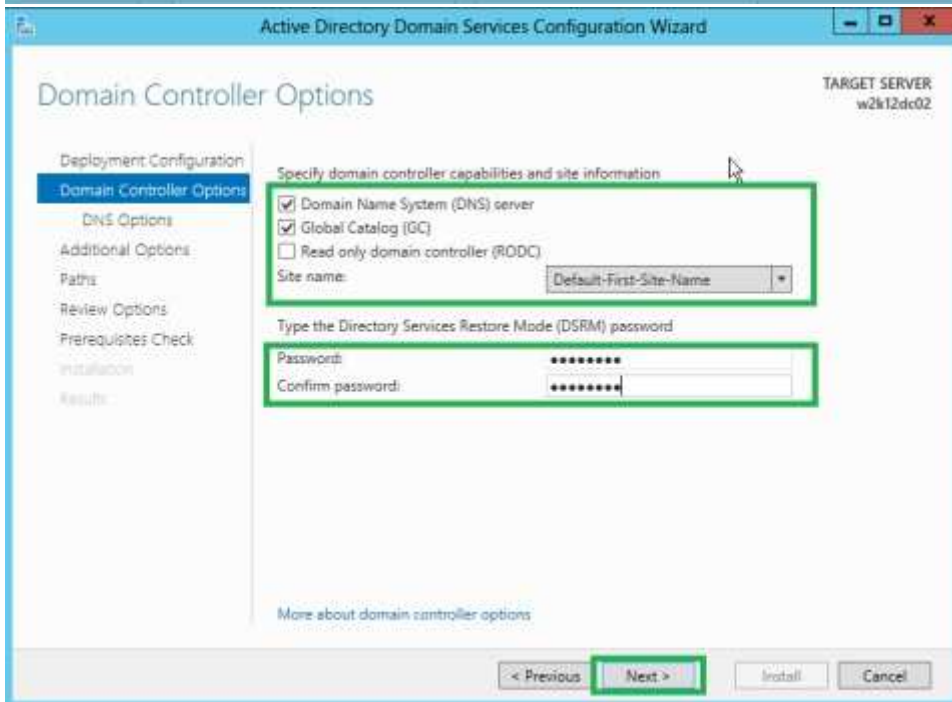 Active Directory Domain Services Configuration Wizard
Domain Controller Options
TARGET SERVER
w2k12dc02
Deployment Configuration
Domain Controller Options
DNS Options
Additional Options
Paths
Review Options
Prerequisites Check
Installation
Results
Specify domain controller capabilities and site information
Domain Name System (DNS) server
Global Catalog (GC)
Read only domain controller (RODC)
Site name: Default-First-Site-Name
Type the Directory Services Restore Mode (DSRM) password
Password: ••••••••
Confirm password: ••••••••
More about domain controller options
< Previous Next > Install Cancel